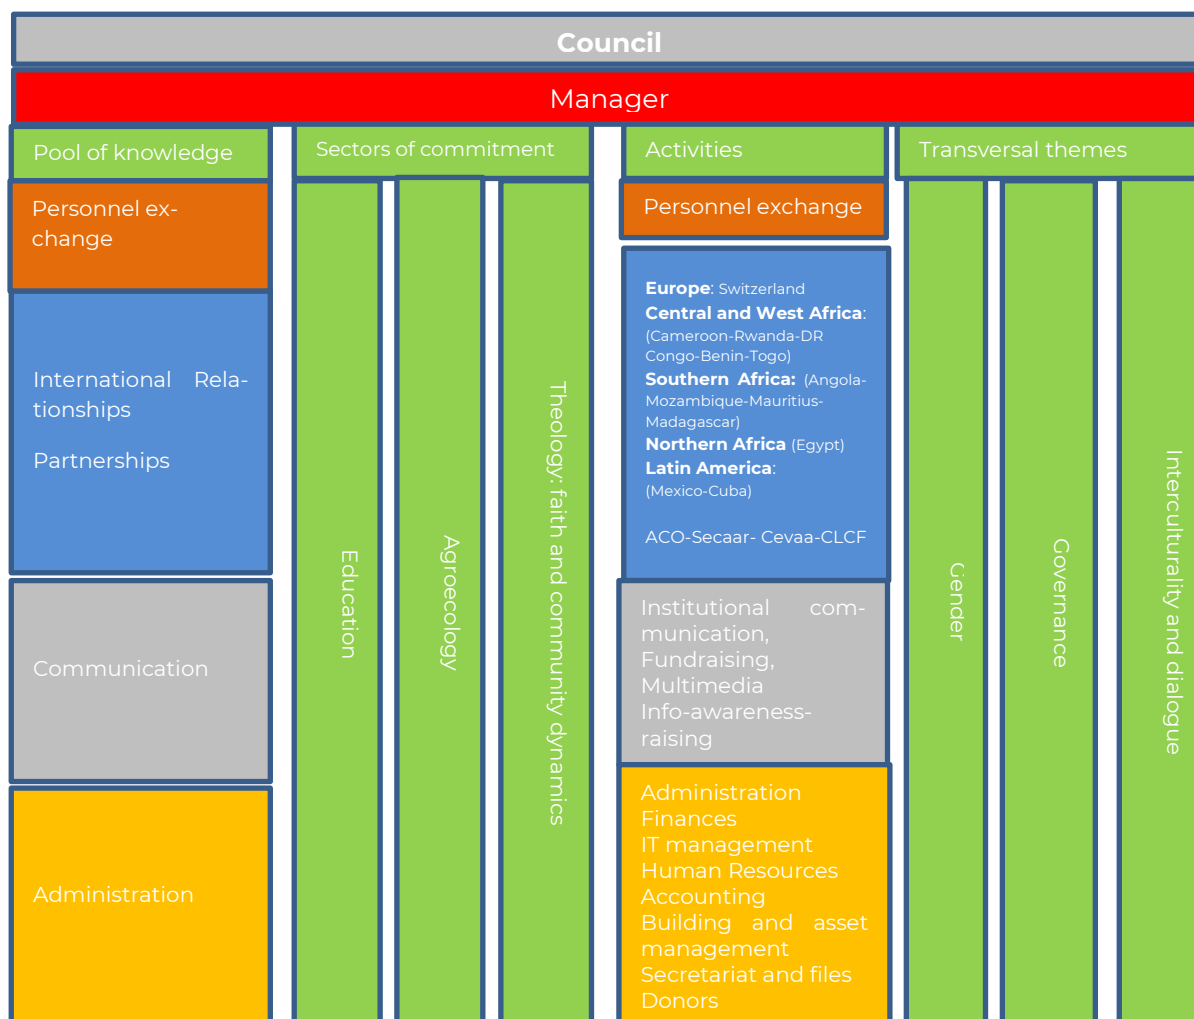 Council
Manager
Pool of knowledge
Sectors of commitment
Activities
Transversal themes
Personnel ex-
change
International Rela-
tionships
Partnerships
Communication
Administration
Education
Agroecology
Theology: faith and community dynamics
Personnel exchange
Europe: Switzerland
Central and West Africa:
(Cameroon-Rwanda-DR
Congo-Benin-Togo)
Southern Africa: (Angola-
Mozambique-Mauritius-
Madagascar)
Northern Africa (Egypt)
Latin America:
(Mexico-Cuba)
ACO-Secaar- Cevaa-CLCF
Institutional com-
munication,
Fundraising,
Multimedia
Info-awareness-
raising
Administration
Finances
IT management
Human Resources
Accounting
Building and asset
management
Secretariat and files
Donors
Gender
Governance
Interculturality and dialogue